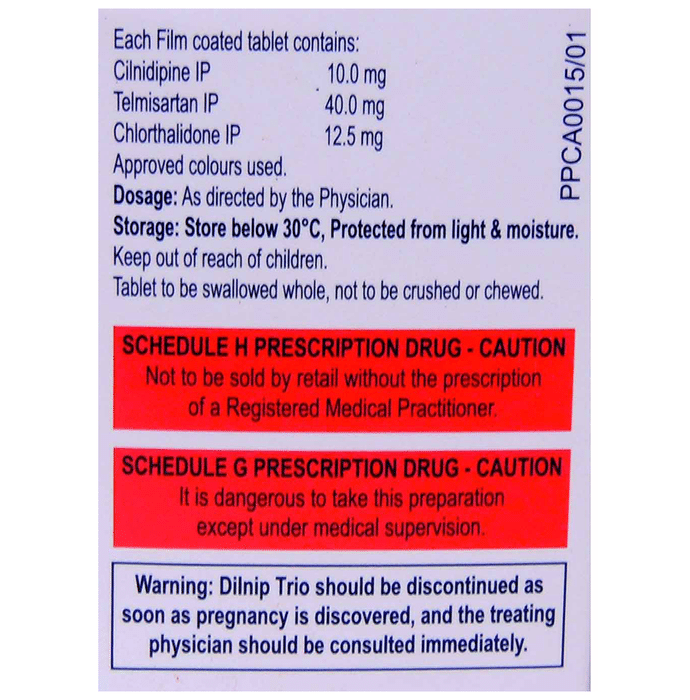 Each Film coated tablet contains:
Cilnidipine IP 10.0 mg
Telmisartan IP 40.0 mg
Chlorthalidone IP 12.5 mg
Approved colours used.
Dosage: As directed by the Physician.
Storage: Store below 30°C, Protected from light & moisture.
Keep out of reach of children.
Tablet to be swallowed whole, not to be crushed or chewed.
SCHEDULE H PRESCRIPTION DRUG - CAUTION
Not to be sold by retail without the prescription
of a Registered Medical Practitioner.
SCHEDULE G PRESCRIPTION DRUG - CAUTION
It is dangerous to take this preparation
except under medical supervision.
Warning: Dilnip Trio should be discontinued as
soon as pregnancy is discovered, and the treating
physician should be consulted immediately.
PPCA0015/01